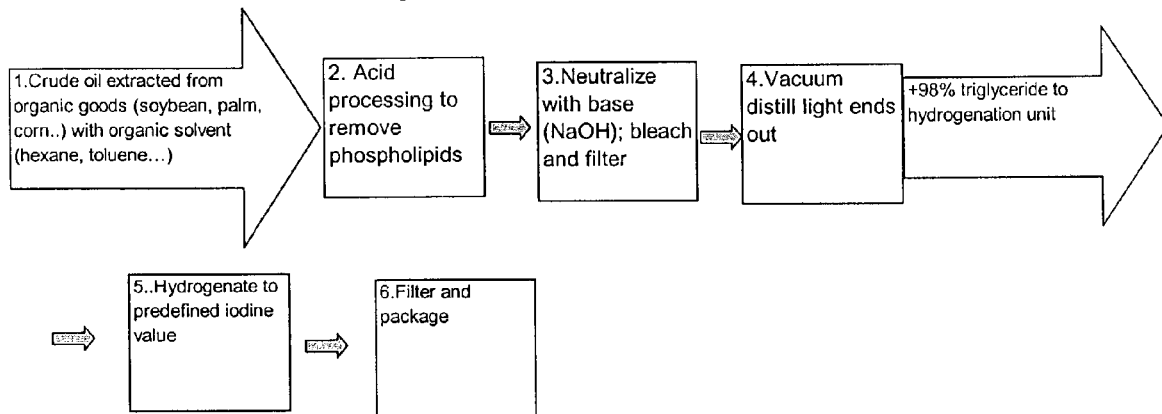 1.Crude oil extracted from
organic goods (soybean, palm,
corn..) with organic solvent
(hexane, toluene…)
2. Acid
processing to
remove
phospholipids
3.Neutralize
with base
(NaOH); bleach
and filter
4.Vacuum
distill light ends
out
+98% triglyceride to
hydrogenation unit
5..Hydrogenate to
predefined iodine
value
6.Filter and
package